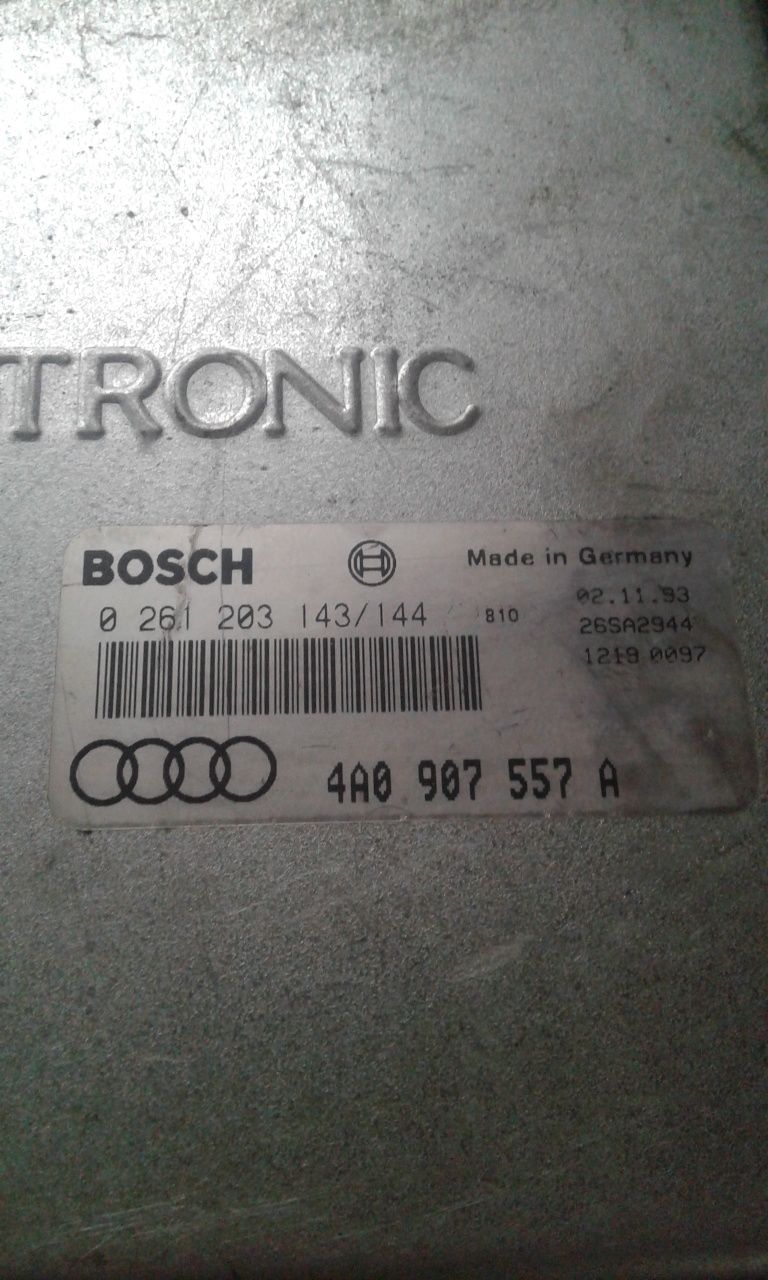 TRONIC
BOSCH
Made in Germany
0 261 203 143/144 810
02.11.93
26SA2944
1219 0097
4A0 907 557 A